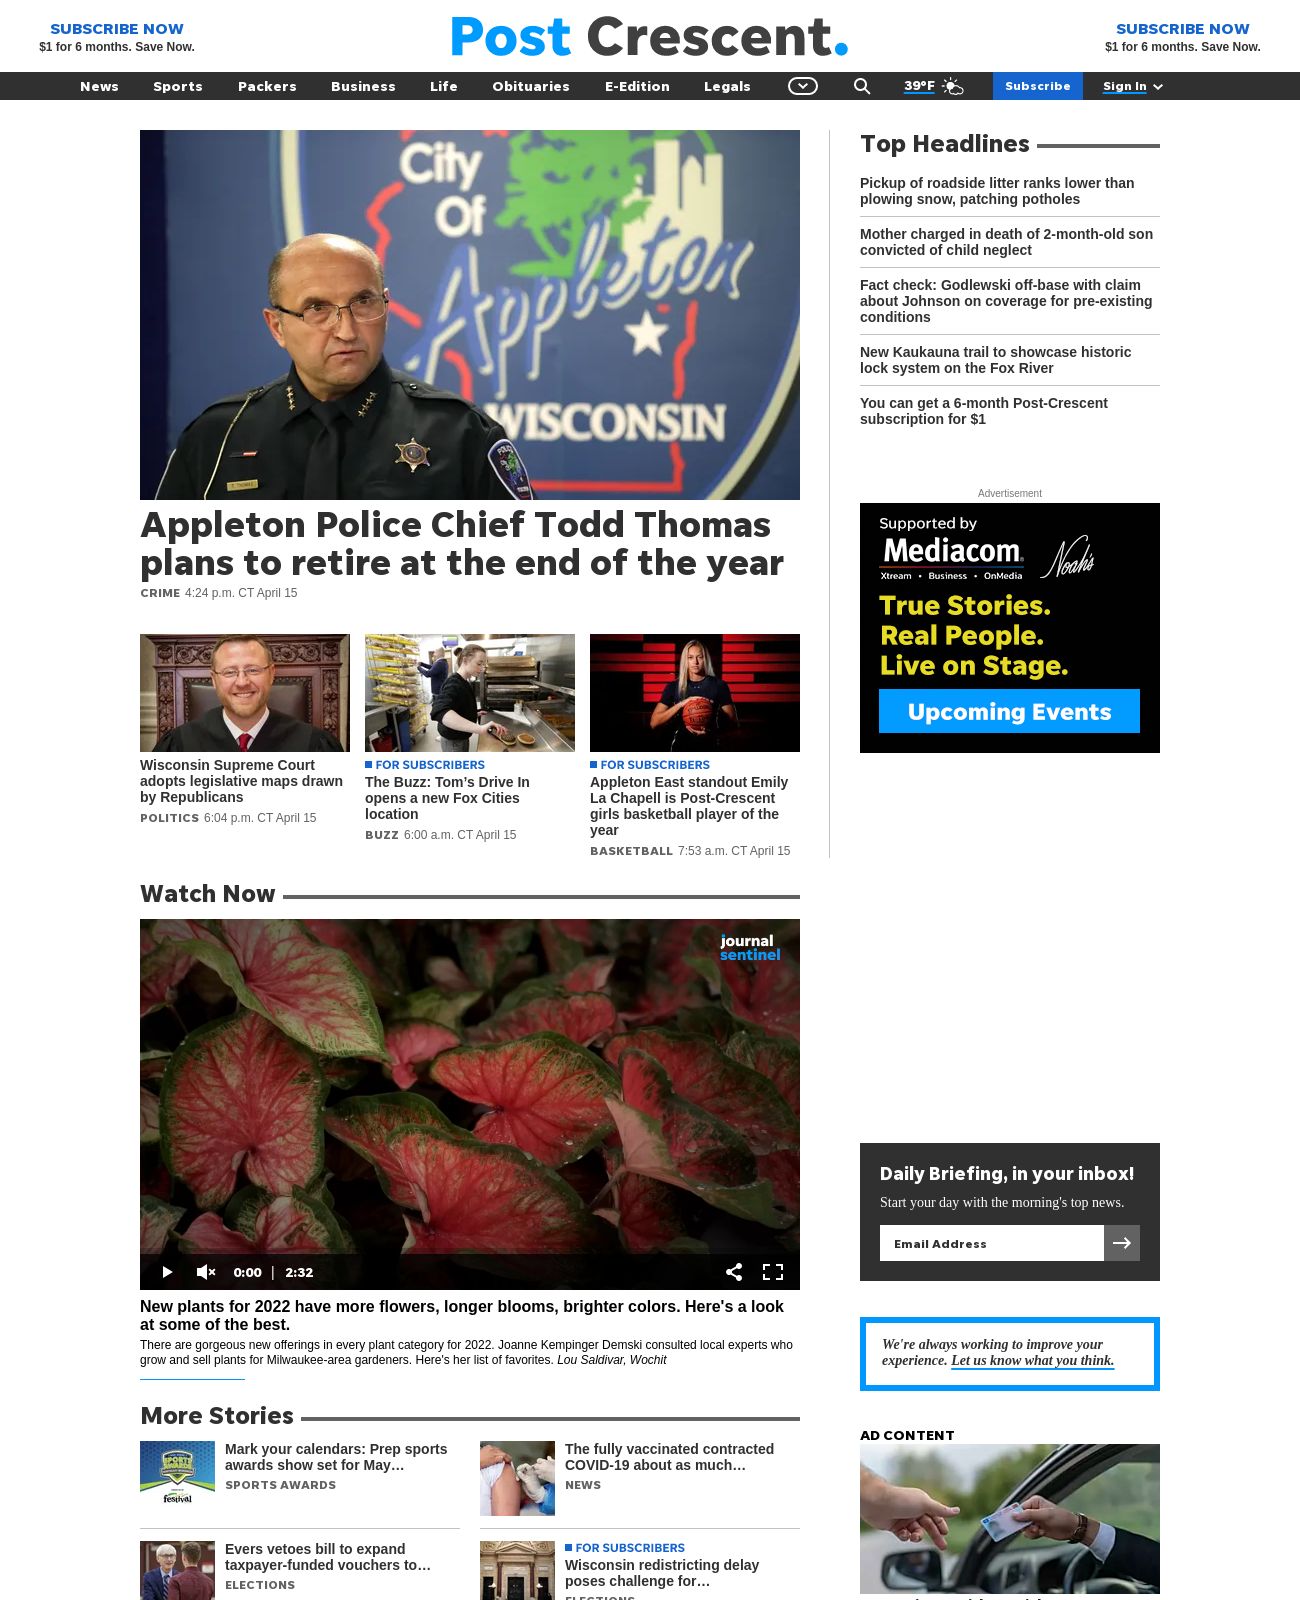 SUBSCRIBE NOW
$1 for 6 months. Save Now.
Post Crescent.
SUBSCRIBE NOW
$1 for 6 months. Save Now.
News Sports Packers Business Life Obituaries E-Edition Legals 39°F Subscribe Sign In
City
Of
Appleton
WISCONSIN
T. THOMAS
Appleton Police Chief Todd Thomas
plans to retire at the end of the year
CRIME 4:24 p.m. CT April 15
Wisconsin Supreme Court
adopts legislative maps drawn
by Republicans
POLITICS 6:04 p.m. CT April 15
FOR SUBSCRIBERS
The Buzz: Tom's Drive In
opens a new Fox Cities
location
BUZZ 6:00 a.m. CT April 15
FOR SUBSCRIBERS
Appleton East standout Emily
La Chapell is Post-Crescent
girls basketball player of the
year
BASKETBALL 7:53 a.m. CT April 15
Top Headlines
Pickup of roadside litter ranks lower than
plowing snow, patching potholes
Mother charged in death of 2-month-old son
convicted of child neglect
Fact check: Godlewski off-base with claim
about Johnson on coverage for pre-existing
conditions
New Kaukauna trail to showcase historic
lock system on the Fox River
You can get a 6-month Post-Crescent
subscription for $1
Advertisement
Supported by
Mediacom Noah's
Xtream • Business • OnMedia
True Stories.
Real People.
Live on Stage.
Upcoming Events
Watch Now
journal
sentinel
0:00 | 2:32
New plants for 2022 have more flowers, longer blooms, brighter colors. Here's a look
at some of the best.
There are gorgeous new offerings in every plant category for 2022. Joanne Kempinger Demski consulted local experts who
grow and sell plants for Milwaukee-area gardeners. Here's her list of favorites. Lou Saldivar, Wochit
Daily Briefing, in your inbox!
Start your day with the morning's top news.
Email Address
We're always working to improve your
experience. Let us know what you think.
More Stories
SPORTS
AWARDS
festival
Mark your calendars: Prep sports
awards show set for May…
SPORTS AWARDS
The fully vaccinated contracted
COVID-19 about as much…
NEWS
Evers vetoes bill to expand
taxpayer-funded vouchers to…
ELECTIONS
FOR SUBSCRIBERS
Wisconsin redistricting delay
poses challenge for…
ELECTIONS
AD CONTENT